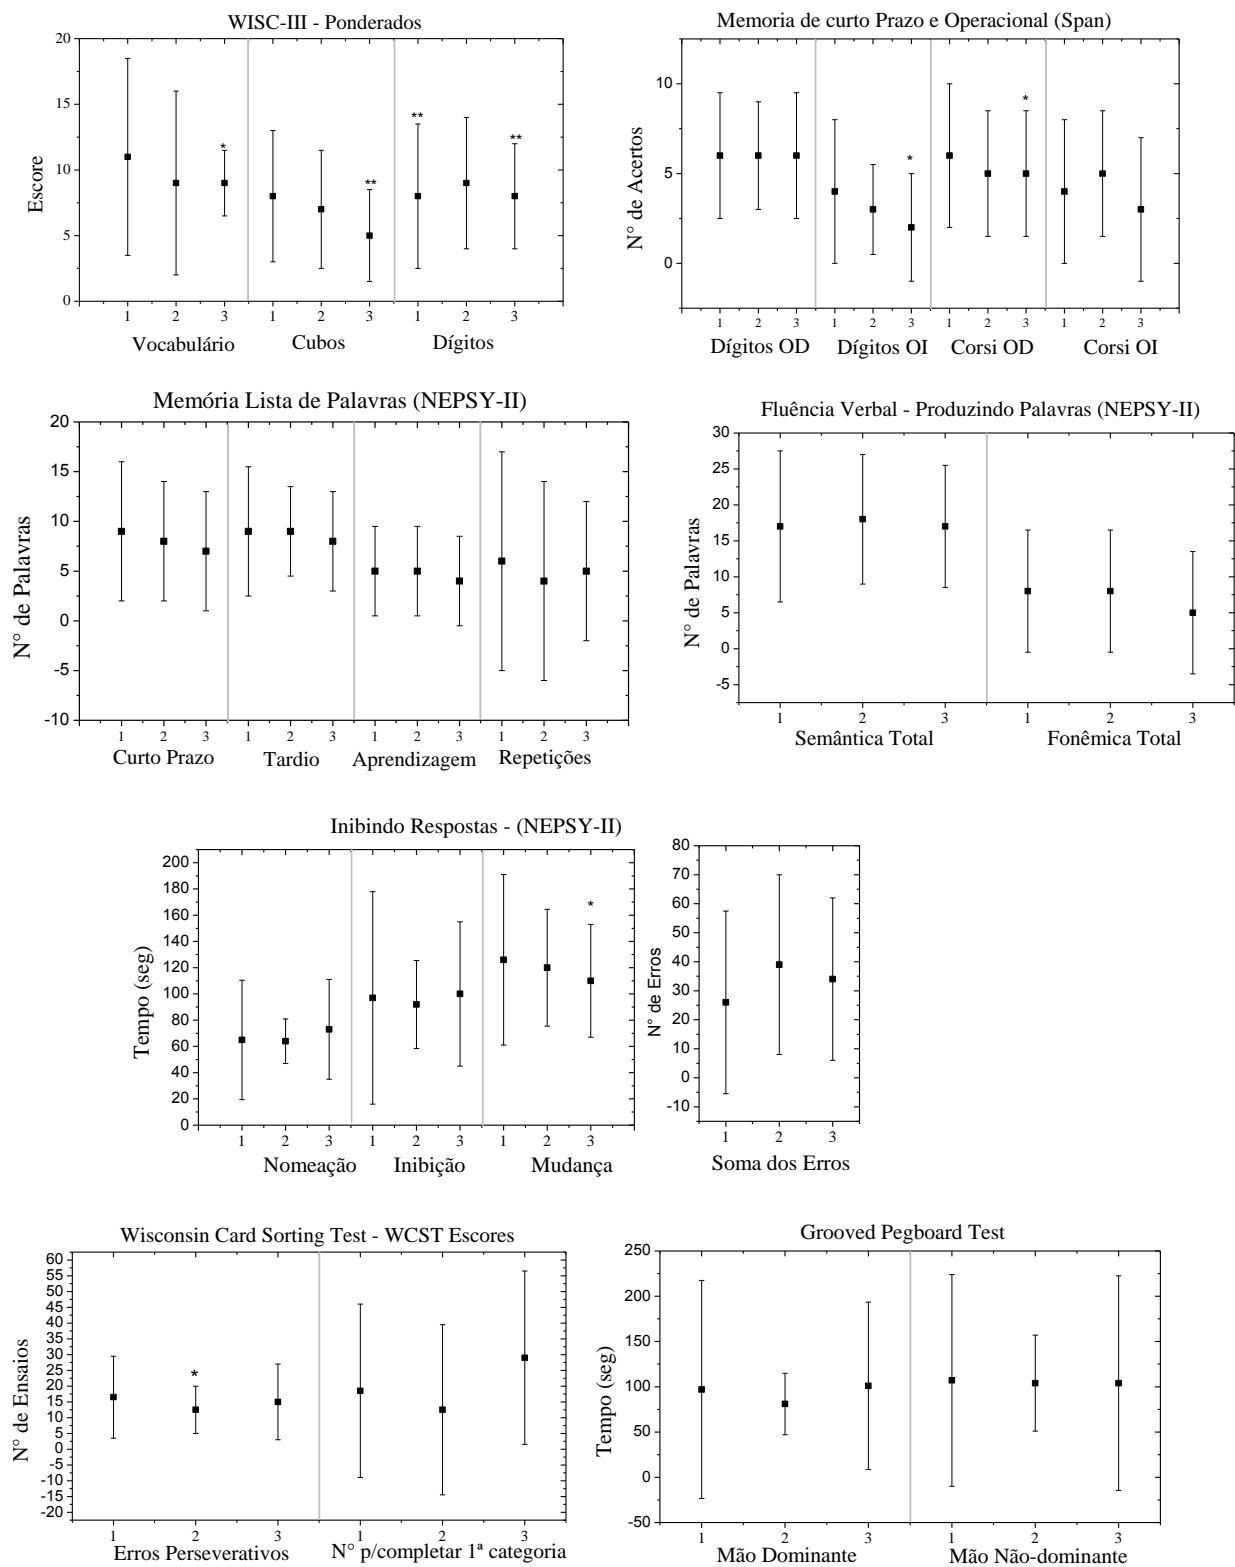 WISC-III - Ponderados
20
15
10
5
0
Escore
* ** ** **
1 2 3 1 2 3 1 2 3
Vocabulário Cubos Dígitos
Memoria de curto Prazo e Operacional (Span)
10
5
0
N° de Acertos
* *
1 2 3 1 2 3 1 2 3 1 2 3
Dígitos OD Dígitos OI Corsi OD Corsi OI
Memória Lista de Palavras (NEPSY-II)
20
15
10
5
0
-5
-10
N° de Palavras
1 2 3 1 2 3 1 2 3 1 2 3
Curto Prazo Tardio Aprendizagem Repetições
Fluência Verbal - Produzindo Palavras (NEPSY-II)
30
25
20
15
10
5
0
-5
N° de Palavras
1 2 3 1 2 3
Semântica Total Fonêmica Total
Inibindo Respostas - (NEPSY-II)
200
180
160
140
120
100
80
60
40
20
0
Tempo (seg)
*
1 2 3 1 2 3 1 2 3
Nomeação Inibição Mudança
80
70
60
50
40
30
20
10
0
-10
N° de Erros
1 2 3
Soma dos Erros
Wisconsin Card Sorting Test - WCST Escores
60
55
50
45
40
35
30
25
20
15
10
5
0
-5
-10
-15
-20
N° de Ensaios
*
1 2 3 1 2 3
Erros Perseverativos N° p/completar 1ª categoria
Grooved Pegboard Test
250
200
150
100
50
0
-50
Tempo (seg)
1 2 3 1 2 3
Mão Dominante Mão Não-dominante